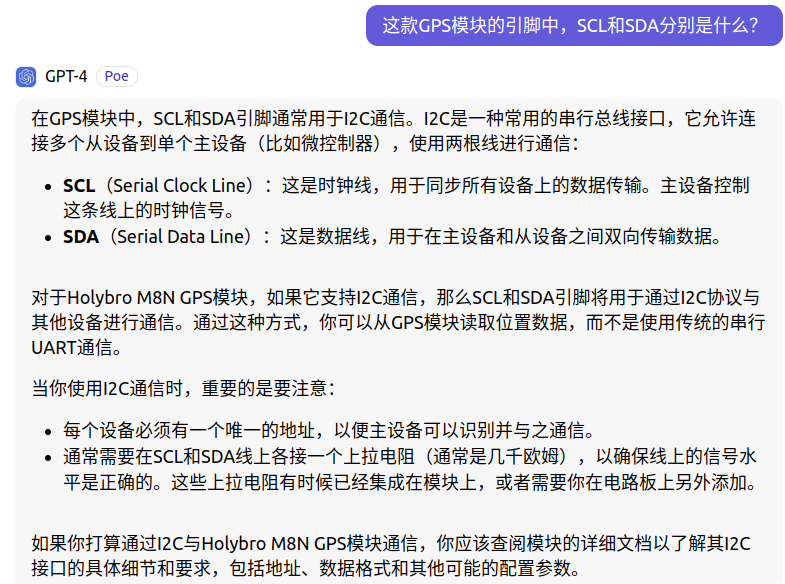 这款GPS模块的引脚中，SCL和SDA分别是什么？
GPT-4 Poe
在GPS模块中，SCL和SDA引脚通常用于I2C通信。I2C是一种常用的串行总线接口，它允许连
接多个从设备到单个主设备（比如微控制器），使用两根线进行通信：
• SCL（Serial Clock Line）：这是时钟线，用于同步所有设备上的数据传输。主设备控制
这条线上的时钟信号。
• SDA（Serial Data Line）：这是数据线，用于在主设备和从设备之间双向传输数据。
对于Holybro M8N GPS模块，如果它支持I2C通信，那么SCL和SDA引脚将用于通过I2C协议与
其他设备进行通信。通过这种方式，你可以从GPS模块读取位置数据，而不是使用传统的串行
UART通信。
当你使用I2C通信时，重要的是要注意：
• 每个设备必须有一个唯一的地址，以便主设备可以识别并与之通信。
• 通常需要在SCL和SDA线上各接一个上拉电阻（通常是几千欧姆），以确保线上的信号水
平是正确的。这些上拉电阻有时候已经集成在模块上，或者需要你在电路板上另外添加。
如果你打算通过I2C与Holybro M8N GPS模块通信，你应该查阅模块的详细文档以了解其I2C
接口的具体细节和要求，包括地址、数据格式和其他可能的配置参数。